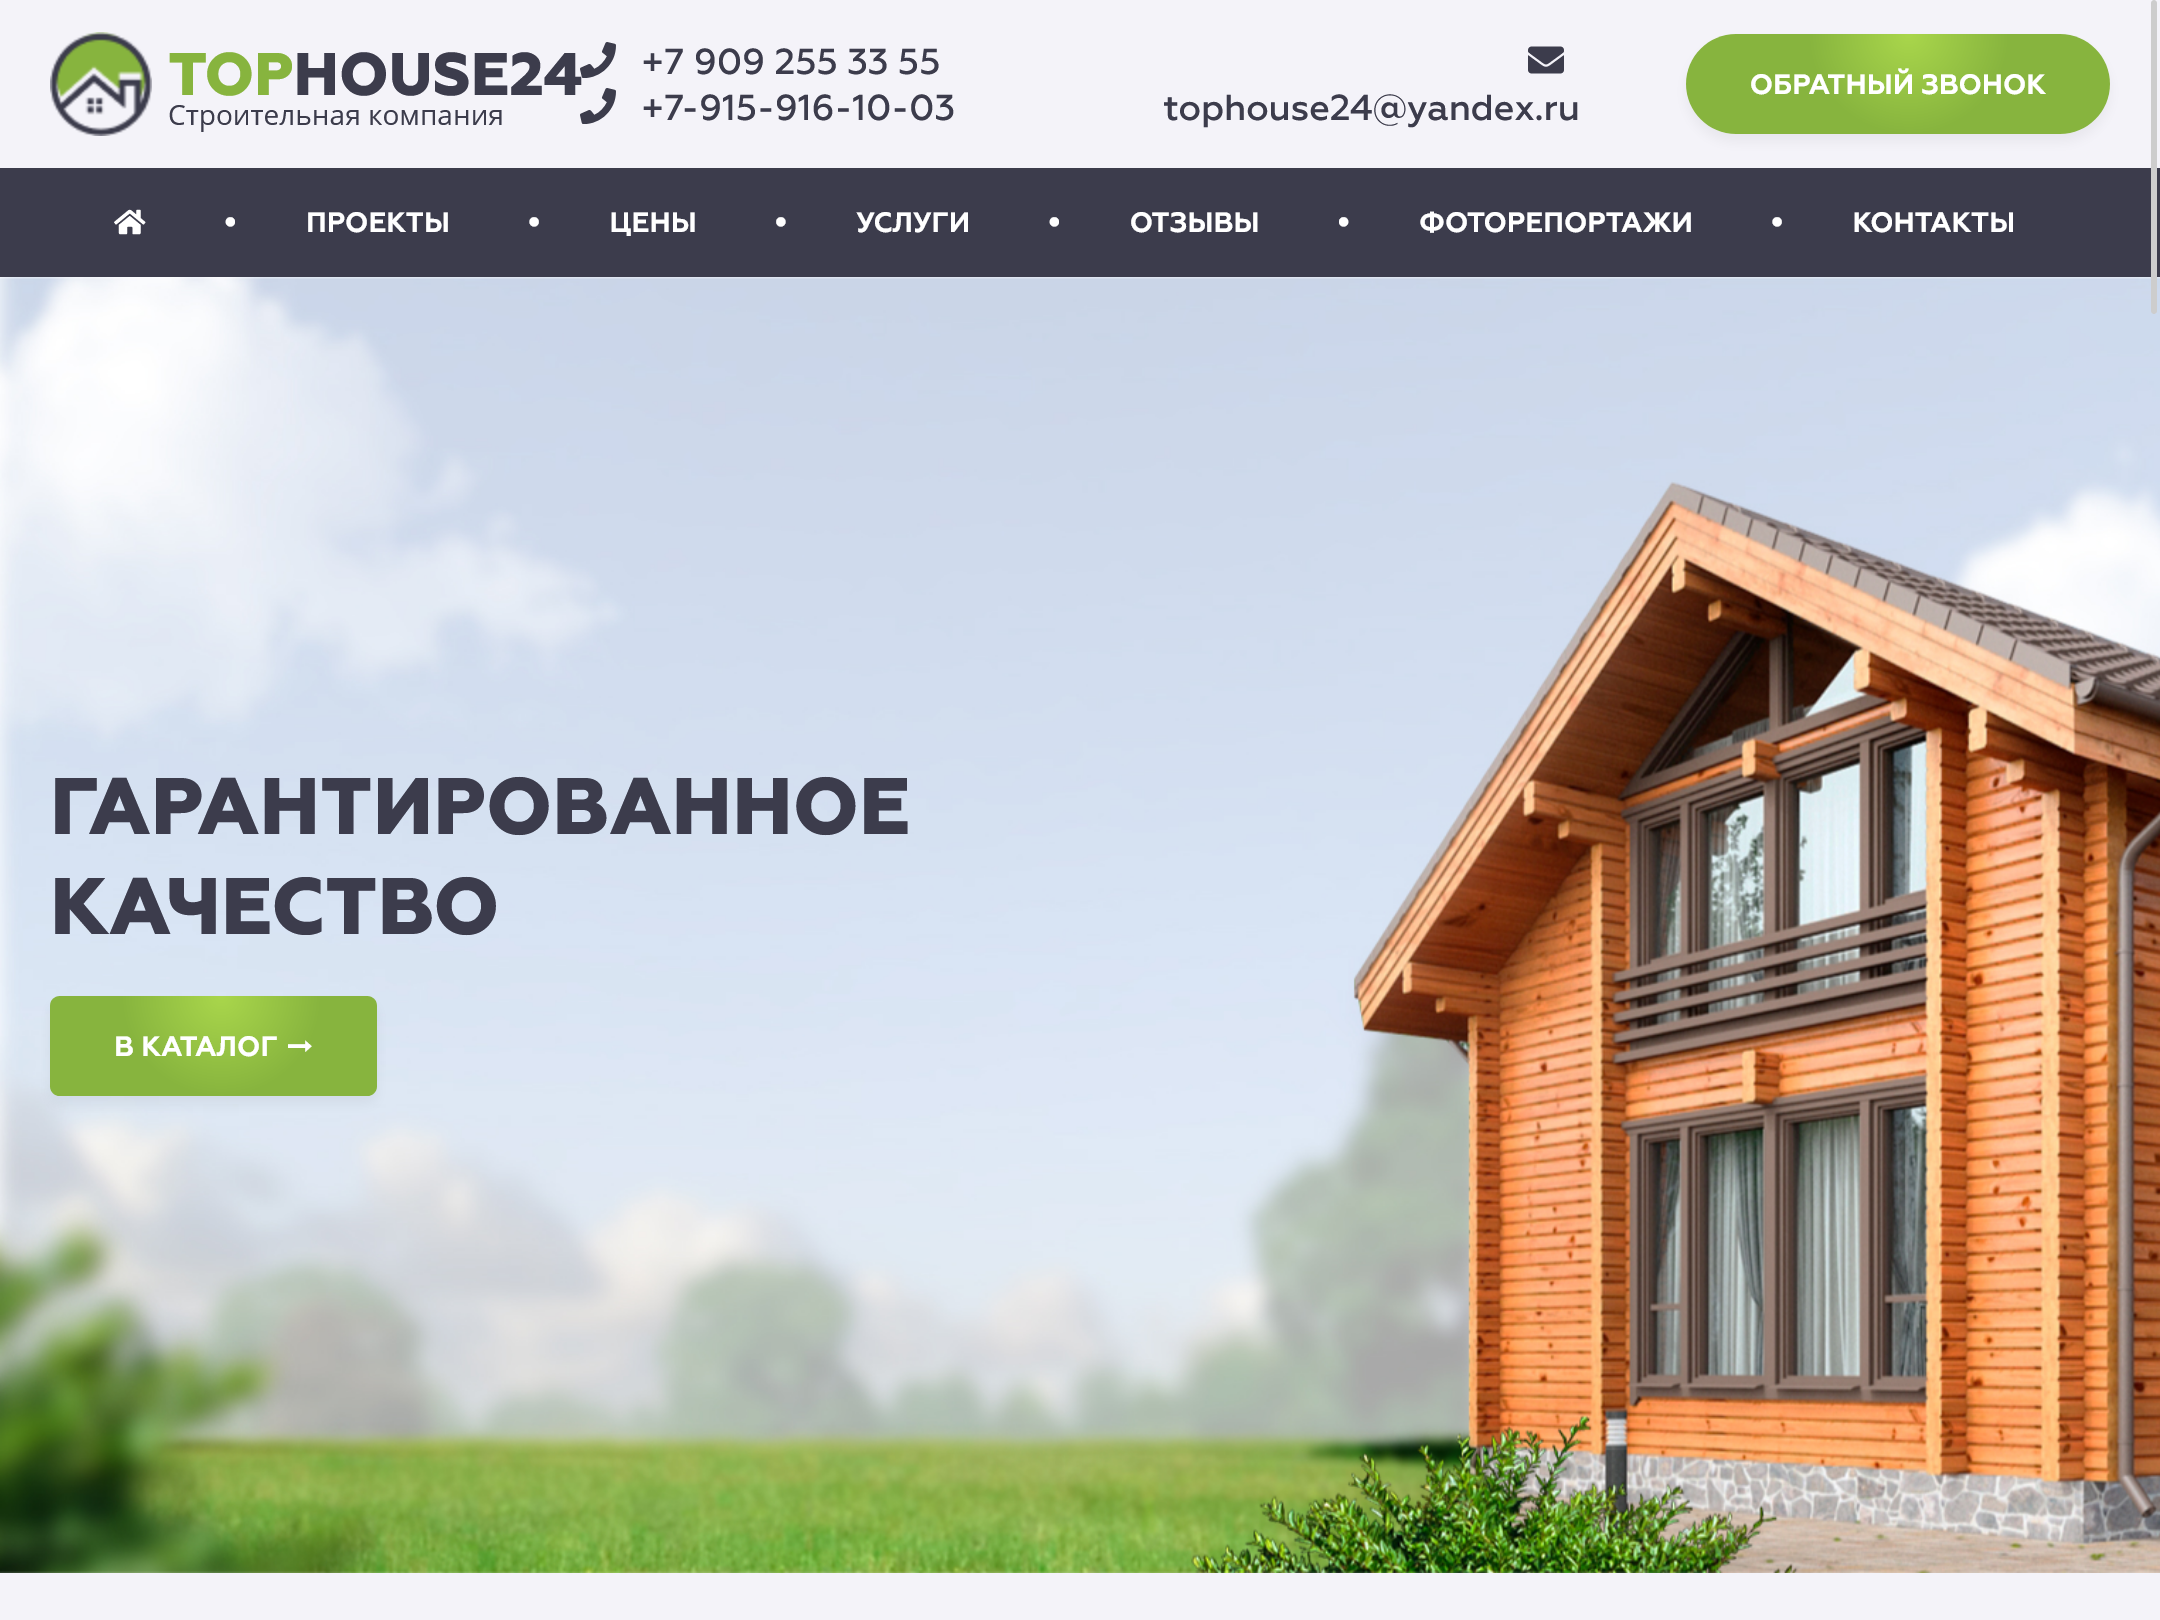 TOPHOUSE24
Строительная компания
+7 909 255 33 55
+7-915-916-10-03
tophouse24@yandex.ru
ОБРАТНЫЙ ЗВОНОК
ПРОЕКТЫ • ЦЕНЫ • УСЛУГИ • ОТЗЫВЫ • ФОТОРЕПОРТАЖИ • КОНТАКТЫ
ГАРАНТИРОВАННОЕ
КАЧЕСТВО
В КАТАЛОГ →